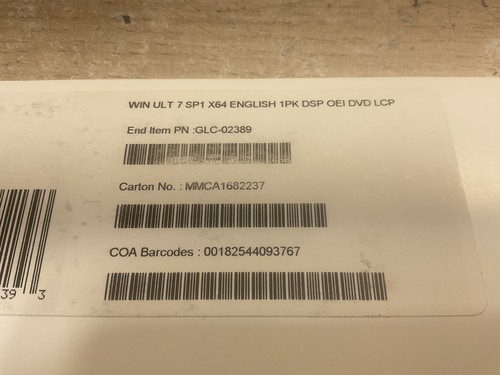 WIN ULT 7 SP1 X64 ENGLISH 1PK DSP OEI DVD LCP
End Item PN :GLC-02389
Carton No. : MMCA1682237
COA Barcodes : 00182544093767
39 3